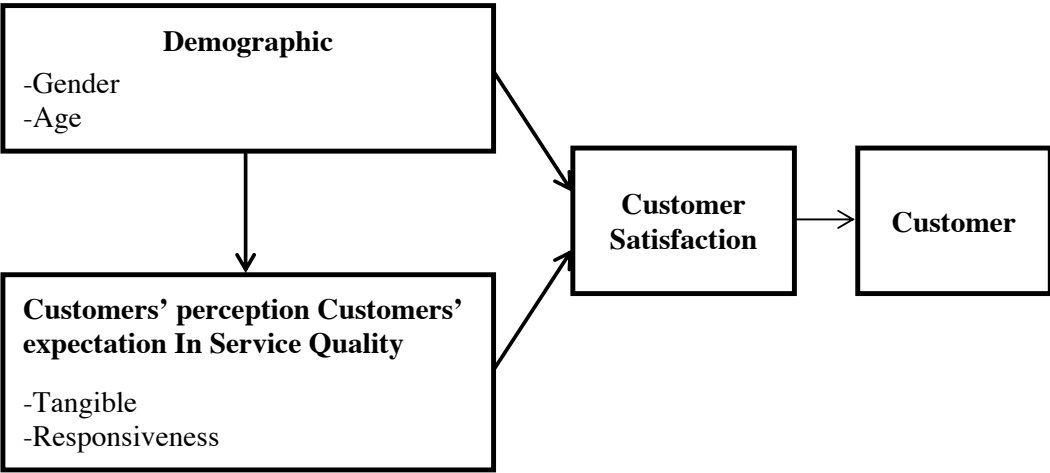 Demographic
-Gender
-Age
Customer
Satisfaction
Customer
Customers’ perception Customers’
expectation In Service Quality
-Tangible
-Responsiveness